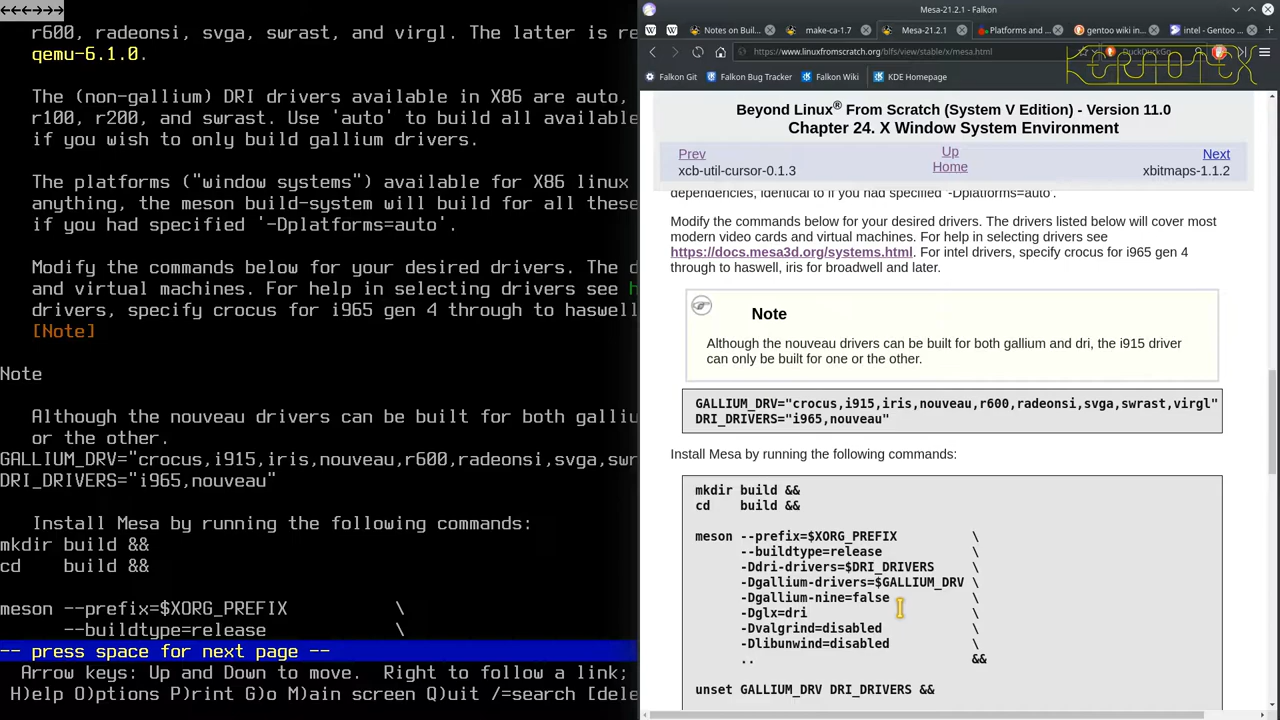 <--<--->-->
r600, radeonsi, svga, swrast, and virgl. The latter is re
qemu-6.1.0.
The (non-gallium) DRI drivers available in X86 are auto,
r100, r200, and swrast. Use 'auto' to build all available
if you wish to only build gallium drivers.
The platforms ("window systems") available for X86 linux
anything, the meson build-system will build for all these
if you had specified '-Dplatforms=auto'.
Modify the commands below for your desired drivers. The d
and virtual machines. For help in selecting drivers see h
drivers, specify crocus for i965 gen 4 through to haswell
[Note]
Note
Although the nouveau drivers can be built for both galliu
or the other.
GALLIUM_DRV="crocus,i915,iris,nouveau,r600,radeonsi,svga,swr
DRI_DRIVERS="i965,nouveau"
Install Mesa by running the following commands:
mkdir build &&
cd    build &&
meson --prefix=$XORG_PREFIX          \
--buildtype=release            \
-- press space for next page --
Arrow keys: Up and Down to move.  Right to follow a link;
H)elp O)ptions P)rint G)o M)ain screen Q)uit /=search [dele
Mesa-21.2.1 - Falkon
Notes on Buil...
make-ca-1.7
Mesa-21.2.1
Platforms and ...
gentoo wiki in...
intel - Gentoo ...
https://www.linuxfromscratch.org/blfs/view/stable/x/mesa.html
DuckDuckGo
Falkon Git
Falkon Bug Tracker
Falkon Wiki
KDE Homepage
Beyond Linux® From Scratch (System V Edition) - Version 11.0
Chapter 24. X Window System Environment
Prev
Up
Next
xcb-util-cursor-0.1.3
Home
xbitmaps-1.1.2
dependencies, identical to if you had specified '-Dplatforms=auto'.
Modify the commands below for your desired drivers. The drivers listed below will cover most
modern video cards and virtual machines. For help in selecting drivers see
https://docs.mesa3d.org/systems.html. For intel drivers, specify crocus for i965 gen 4
through to haswell, iris for broadwell and later.
Note
Although the nouveau drivers can be built for both gallium and dri, the i915 driver
can only be built for one or the other.
GALLIUM_DRV="crocus,i915,iris,nouveau,r600,radeonsi,svga,swrast,virgl"
DRI_DRIVERS="i965,nouveau"
Install Mesa by running the following commands:
mkdir build &&
cd    build &&
meson --prefix=$XORG_PREFIX          \
--buildtype=release            \
-Ddri-drivers=$DRI_DRIVERS     \
-Dgallium-drivers=$GALLIUM_DRV \
-Dgallium-nine=false           \
-Dglx=dri                      \
-Dvalgrind=disabled            \
-Dlibunwind=disabled           \
..                             &&
unset GALLIUM_DRV DRI_DRIVERS &&